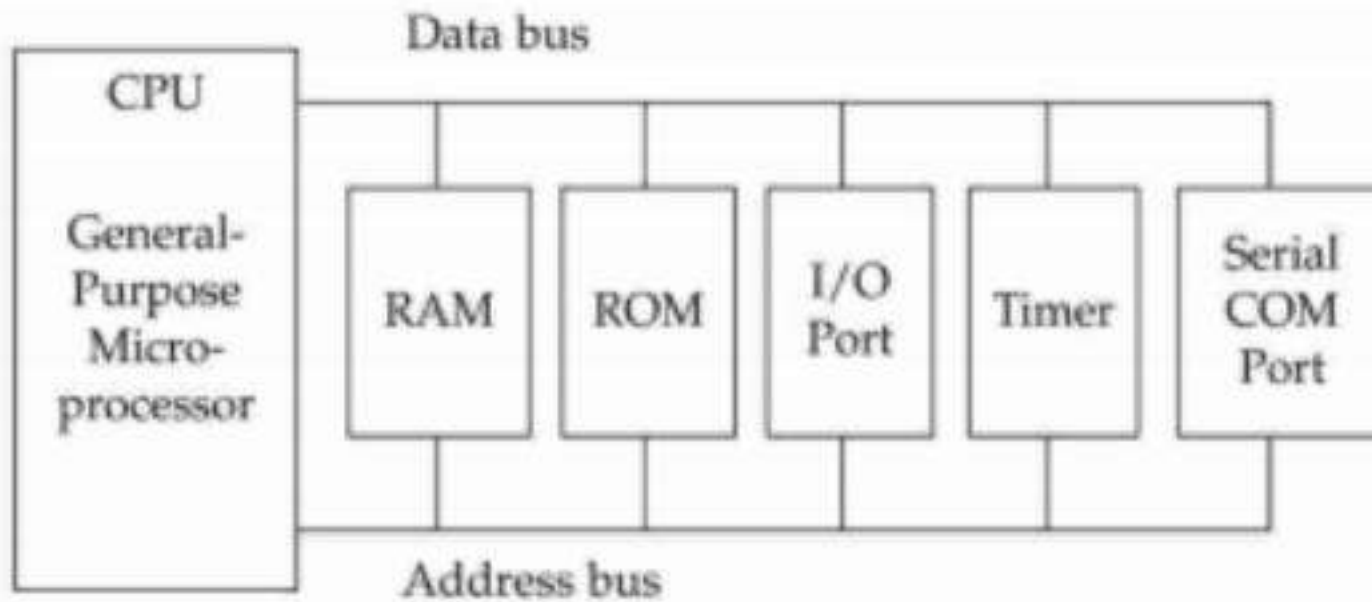 Data bus
CPU
General-
Purpose
Micro-
processor
RAM
ROM
I/O
Port
Timer
Serial
COM
Port
Address bus